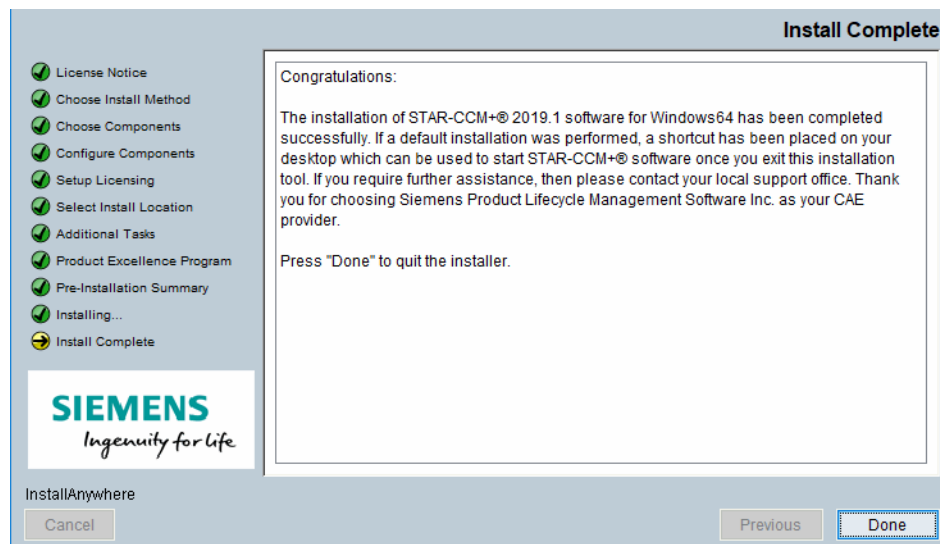 Install Complete
License Notice
Choose Install Method
Choose Components
Configure Components
Setup Licensing
Select Install Location
Additional Tasks
Product Excellence Program
Pre-Installation Summary
Installing...
Install Complete
SIEMENS
Ingenuity for life
Congratulations:
The installation of STAR-CCM+® 2019.1 software for Windows64 has been completed
successfully. If a default installation was performed, a shortcut has been placed on your
desktop which can be used to start STAR-CCM+® software once you exit this installation
tool. If you require further assistance, then please contact your local support office. Thank
you for choosing Siemens Product Lifecycle Management Software Inc. as your CAE
provider.
Press "Done" to quit the installer.
InstallAnywhere
Cancel
Previous
Done